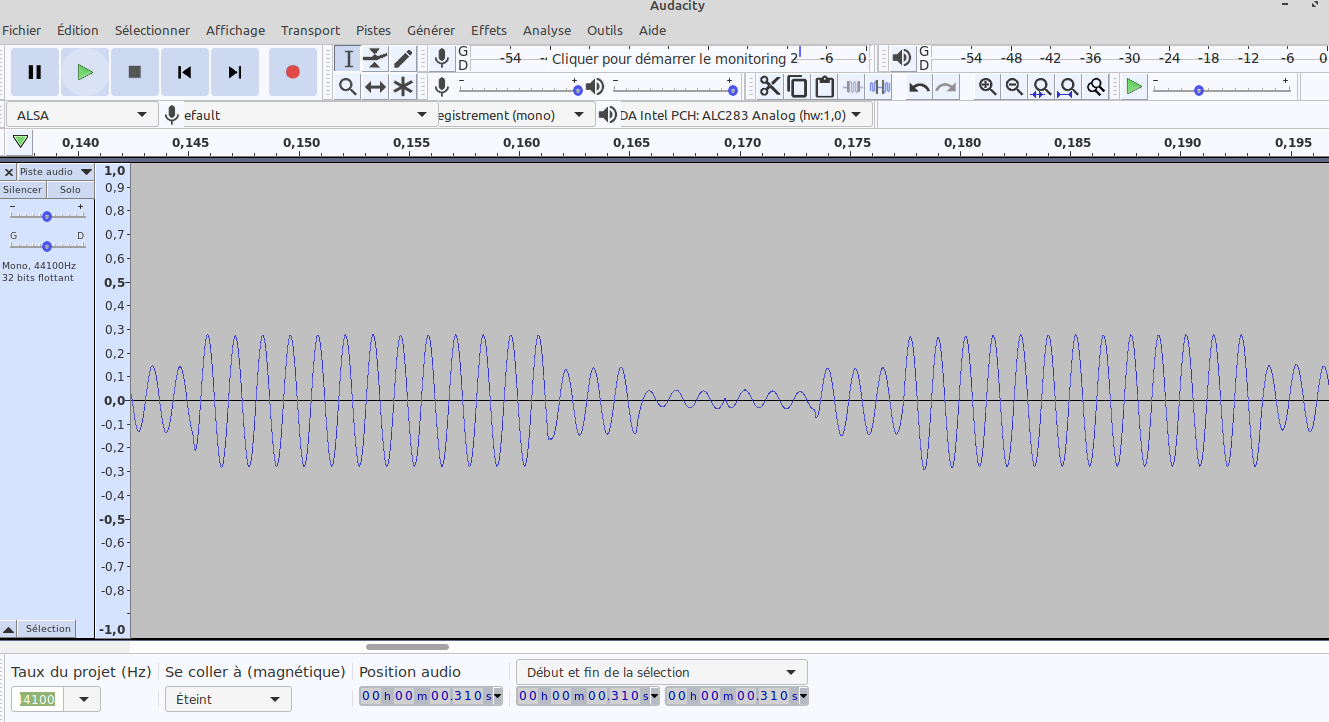 Audacity
Fichier Édition Sélectionner Affichage Transport Pistes Générer Effets Analyse Outils Aide
G D -54 Cliquer pour démarrer le monitoring 2 -6 0 G D -54 -48 -42 -36 -30 -24 -18 -12 -6 0
- + - + - +
ALSA efault egistrement (mono) DA Intel PCH: ALC283 Analog (hw:1,0)
0,140 0,145 0,150 0,155 0,160 0,165 0,170 0,175 0,180 0,185 0,190 0,195
Piste audio
Silencer Solo
- +
G D
Mono, 44100Hz
32 bits flottant
1,0
0,9
0,8
0,7
0,6
0,5
0,4
0,3
0,2
0,1
0,0
-0,1
-0,2
-0,3
-0,4
-0,5
-0,6
-0,7
-0,8
-1,0
Sélection
Taux du projet (Hz) Se coller à (magnétique) Position audio Début et fin de la sélection
4100 Éteint 00 h 00 m 00.310 s 00 h 00 m 00.310 s 00 h 00 m 00.310 s